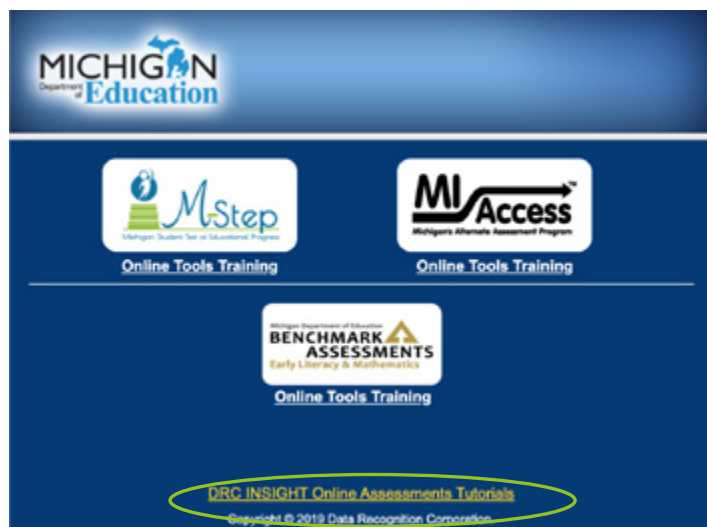 MICHIGAN
Department of Education
M-Step
Michigan Student Test of Educational Progress
Online Tools Training
MI Access™
Michigan's Alternate Assessment Program
Online Tools Training
Michigan Department of Education
BENCHMARK
ASSESSMENTS
Early Literacy & Mathematics
Online Tools Training
DRC INSIGHT Online Assessments Tutorials
Copyright © 2019 Data Recognition Corporation.